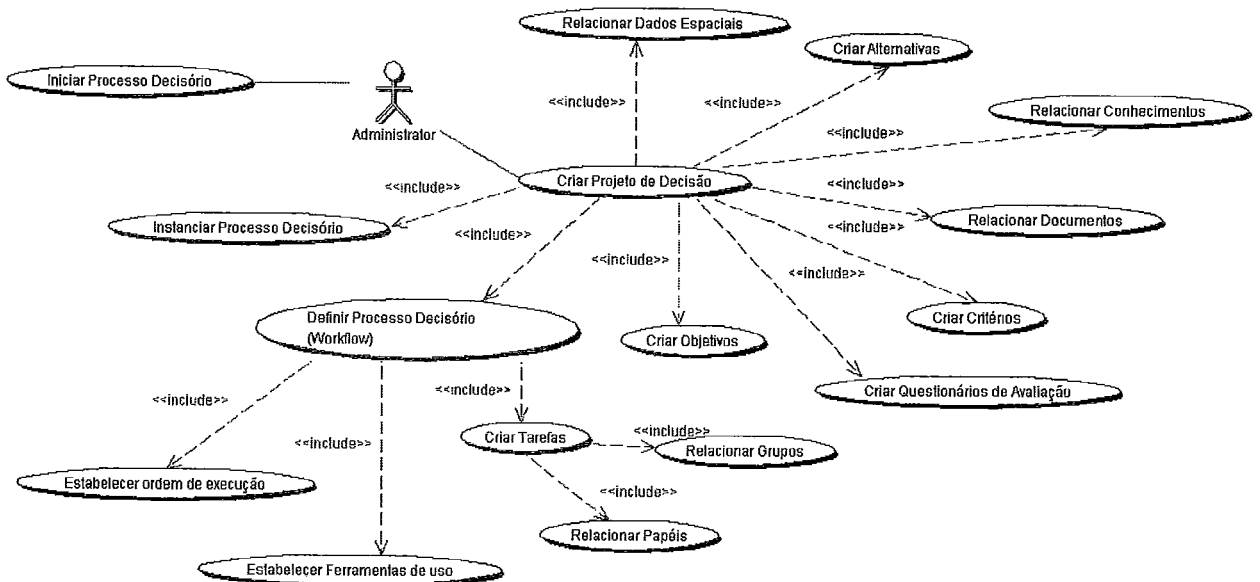 Relacionar Dados Espaciais
Criar Alternativas
Iniciar Processo Decisório
<<include>>
<<include>>
Relacionar Conhecimentos
Administrator
<<include>>
Criar Projeto de Decisão
<<include>>
<<include>>
Instanciar Processo Decisório
<<include>>
<<include>>
Relacionar Documentos
<<include>>
<<include>>
Definir Processo Decisório
(Workflow)
Criar Objetivos
Criar Critérios
<<include>>
Criar Questionários de Avaliação
<<include>>
<<include>>
<<include>>
Criar Tarefas
Relacionar Grupos
Estabelecer ordem de execução
<<include>>
Relacionar Papéis
Estabeleçer Ferramentas de uso